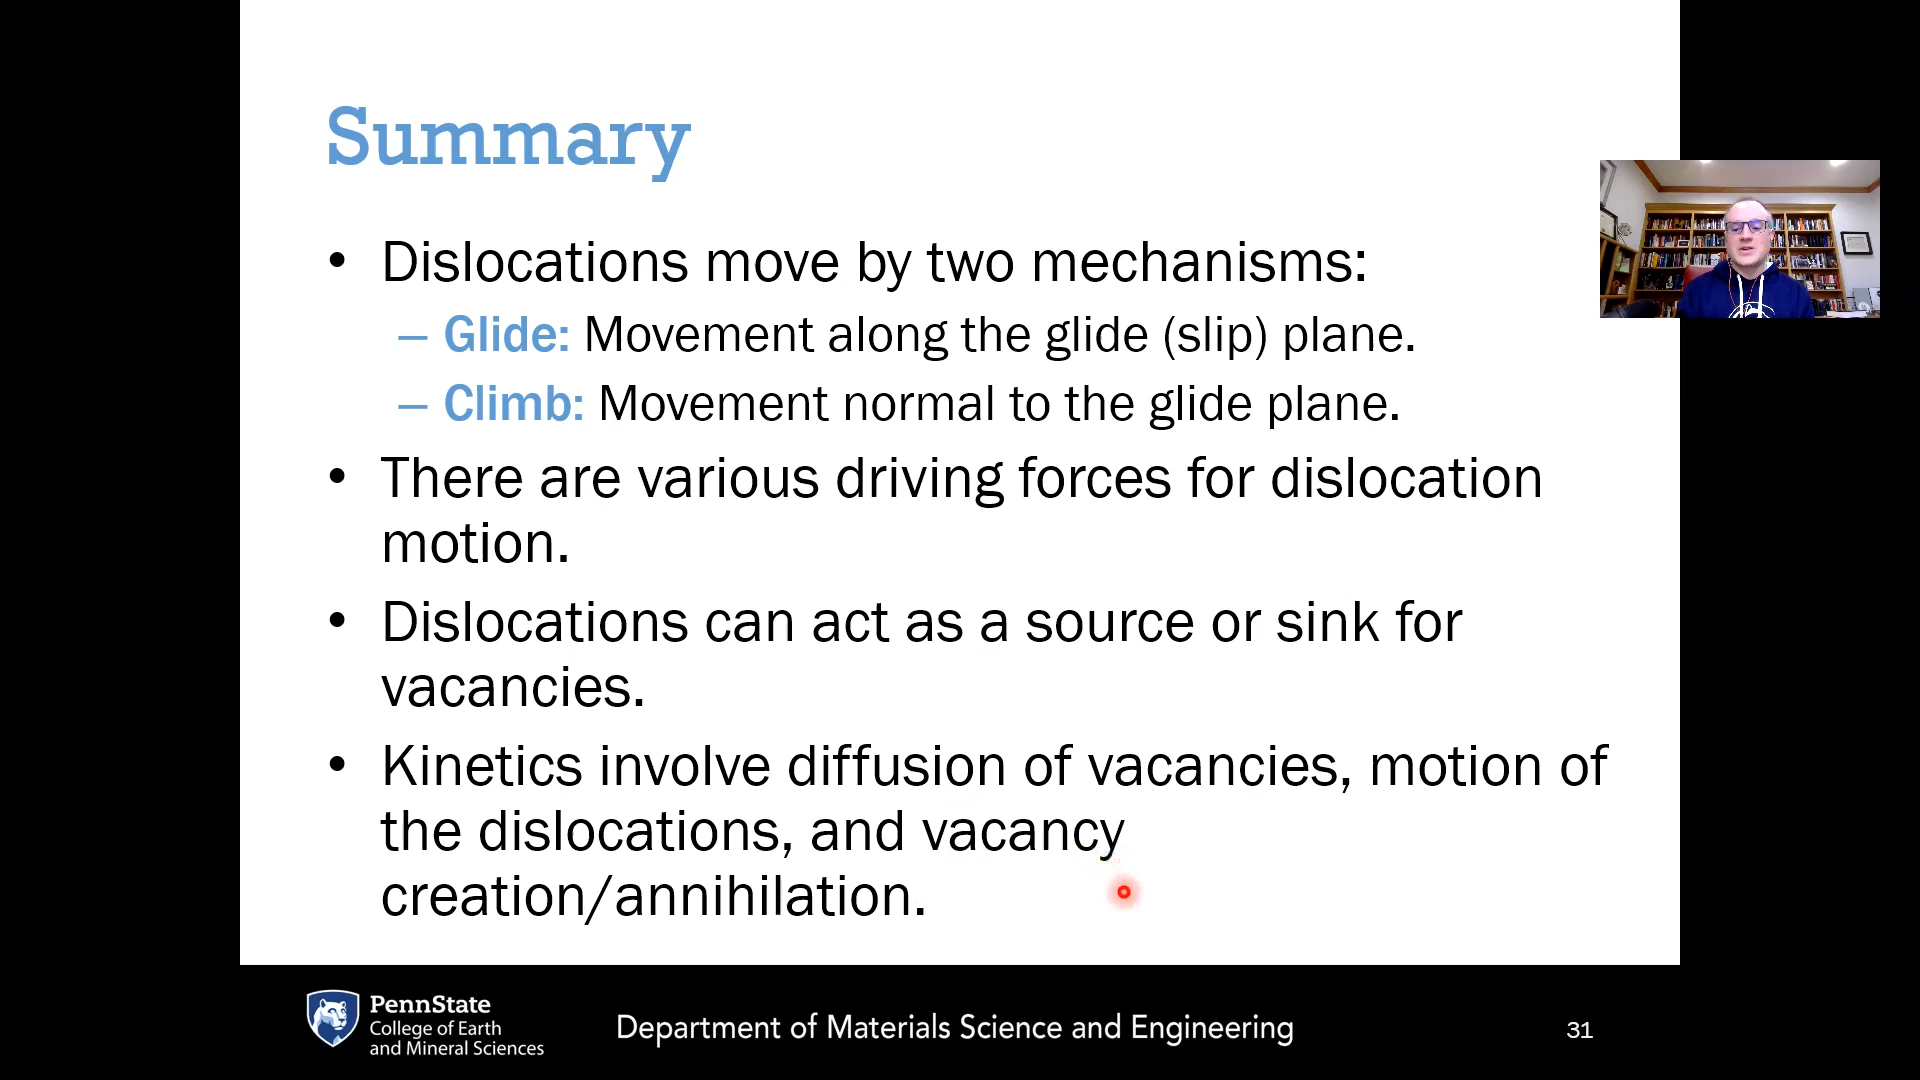 Summary
• Dislocations move by two mechanisms:
– Glide: Movement along the glide (slip) plane.
– Climb: Movement normal to the glide plane.
• There are various driving forces for dislocation
motion.
• Dislocations can act as a source or sink for
vacancies.
• Kinetics involve diffusion of vacancies, motion of
the dislocations, and vacancy
creation/annihilation.
PennState
College of Earth
and Mineral Sciences
Department of Materials Science and Engineering
31